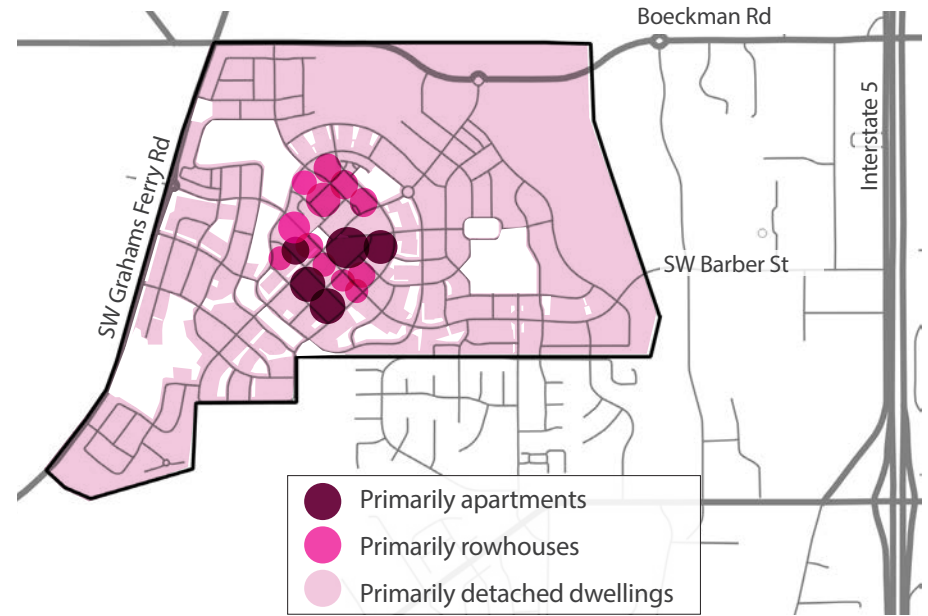 Boeckman Rd
Interstate 5
SW Grahams Ferry Rd
SW Barber St
Primarily apartments
Primarily rowhouses
Primarily detached dwellings